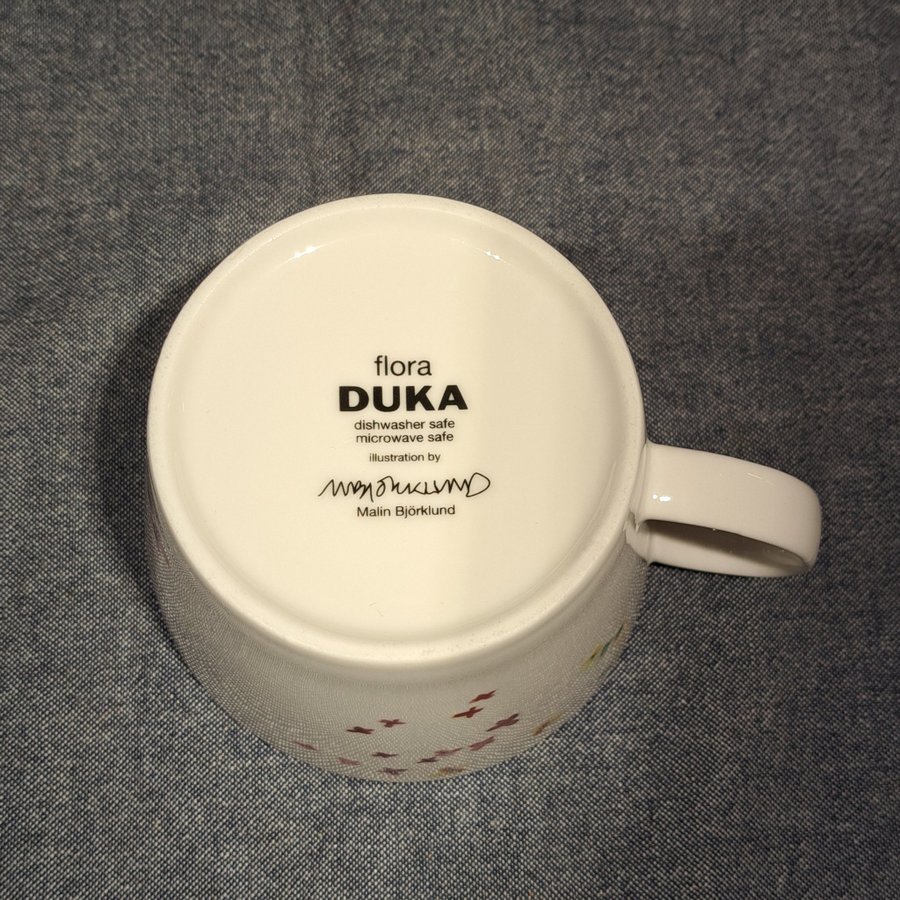 flora
DUKA
dishwasher safe
microwave safe
illustration by
Malin Björklund